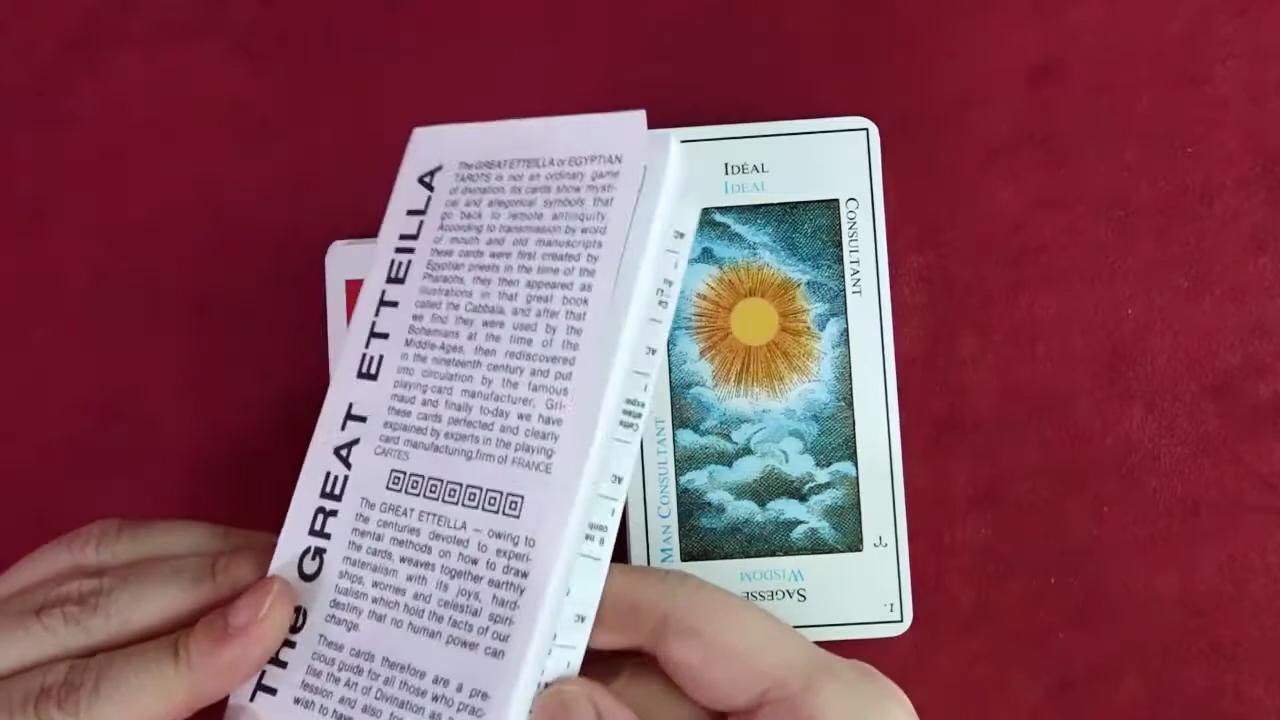 The GREAT ETTEILLA
The GREAT ETTEILLA or EGYPTIAN
TAROTS is not an ordinary game
of divination, its cards show mysti-
cal and allegorical symbols that
go back to remote antiquity.
According to transmission by word
of mouth and old manuscripts
these cards were first created by
Egyptian priests in the time of the
Pharaohs, they then appeared as
illustrations in that great book
called the Cabbala, and after that
we find they were used by the
Bohemians at the time of the
Middle-Ages, then rediscovered
in the nineteenth century and put
into circulation by the famous
playing-card manufacturer, Gri-
maud and finally to-day we have
these cards perfected and clearly
explained by experts in the playing-
card manufacturing firm of FRANCE
CARTES
The GREAT ETTEILLA — owing to
the centuries devoted to experi-
mental methods on how to draw
the cards, weaves together earthly
materialism with its joys, hard-
ships, worries and celestial spiri-
tualism which hold the facts of our
destiny that no human power can
change.
These cards therefore are a pre-
cious guide for all those who prac-
tise the Art of Divination as a
fession and also for
wish to have
IDÉAL
IDEAL
CONSULTANT
MAN CONSULTANT
WISDOM
SAGESSE
1.